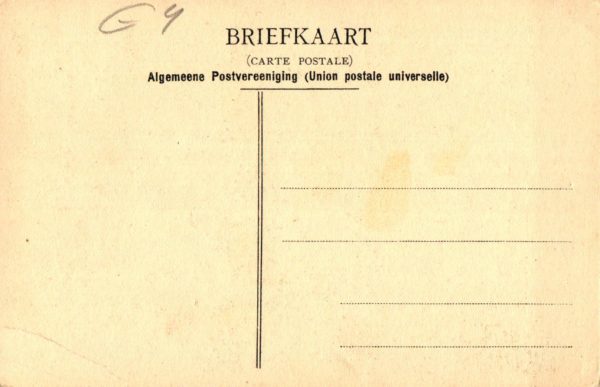 G4
BRIEFKAART
(CARTE POSTALE)
Algemeene Postvereeniging (Union postale universelle)